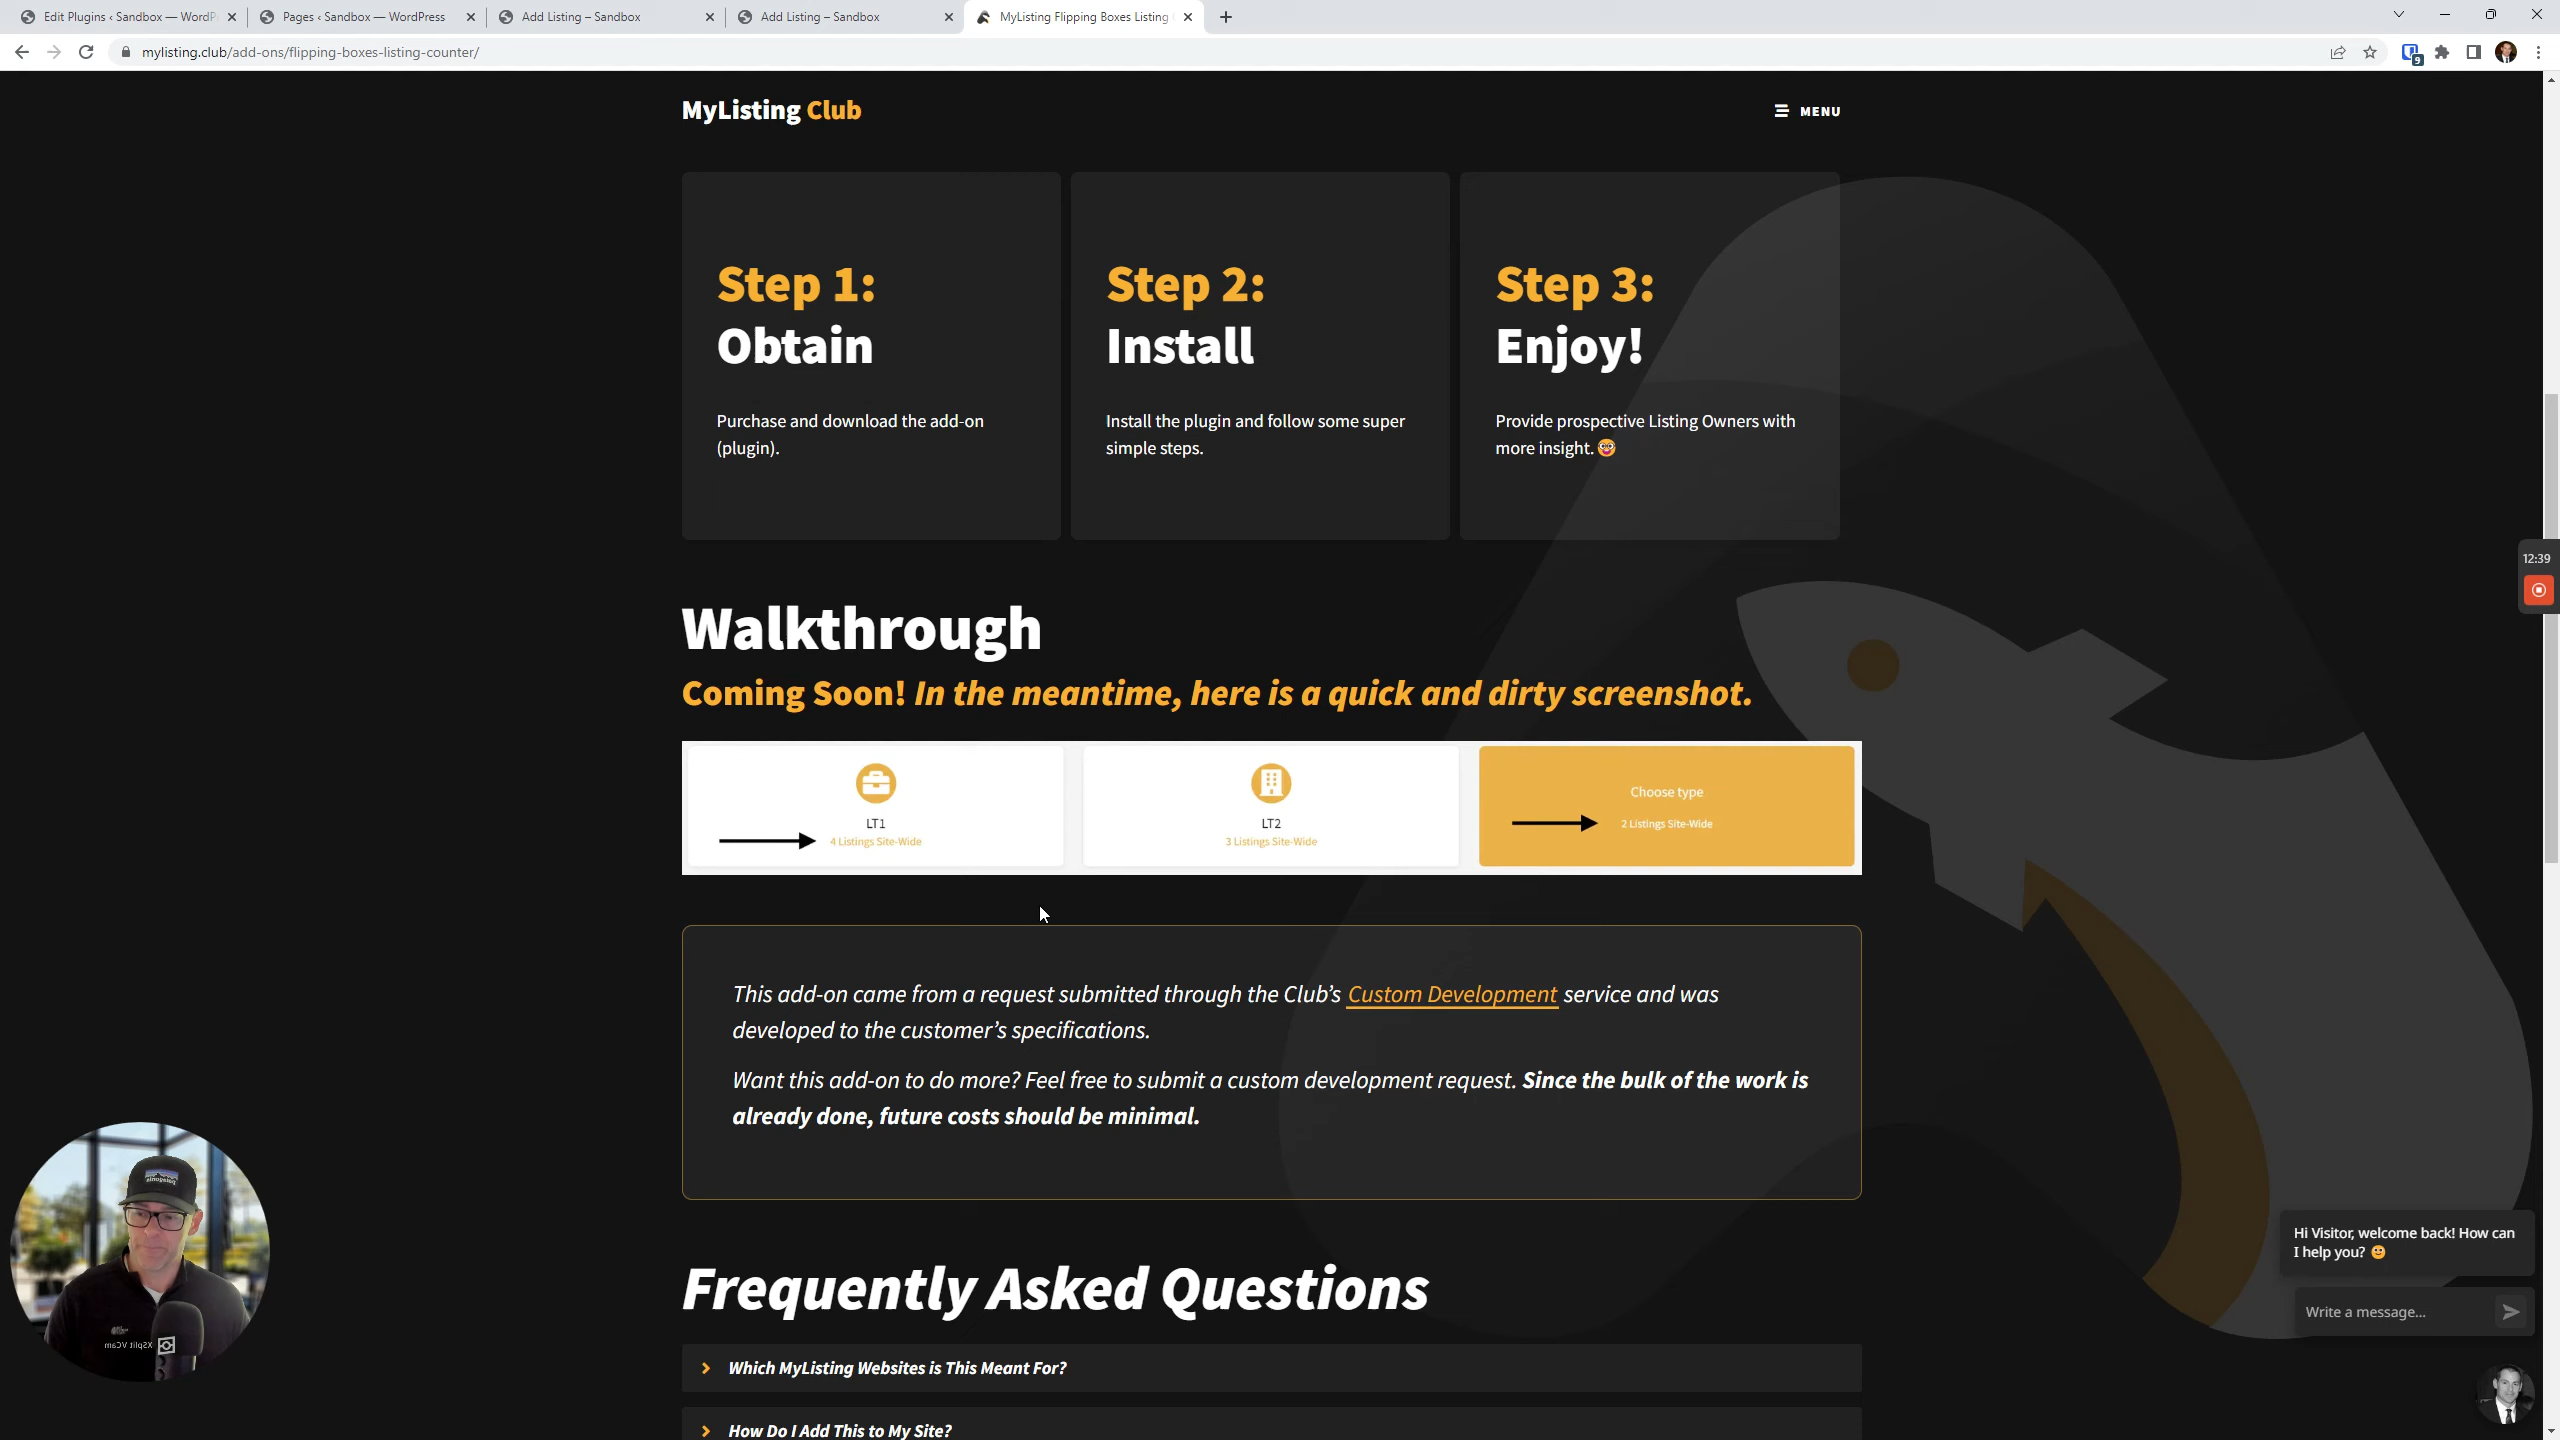 Edit Plugins ‹ Sandbox — WordP
Pages ‹ Sandbox — WordPress
Add Listing – Sandbox
Add Listing – Sandbox
MyListing Flipping Boxes Listing
mylisting.club/add-ons/flipping-boxes-listing-counter/
9
MyListing Club
MENU
Step 1:
Obtain
Purchase and download the add-on
(plugin).
Step 2:
Install
Install the plugin and follow some super
simple steps.
Step 3:
Enjoy!
Provide prospective Listing Owners with
more insight. 🤓
12:39
Walkthrough
Coming Soon! In the meantime, here is a quick and dirty screenshot.
LT1
4 Listings Site-Wide
LT2
3 Listings Site-Wide
Choose type
2 Listings Site-Wide
This add-on came from a request submitted through the Club’s Custom Development service and was
developed to the customer’s specifications.
Want this add-on to do more? Feel free to submit a custom development request. Since the bulk of the work is
already done, future costs should be minimal.
patagonia
XSplit VCam
Hi Visitor, welcome back! How can
I help you? 🙂
Write a message...
Frequently Asked Questions
Which MyListing Websites is This Meant For?
How Do I Add This to My Site?